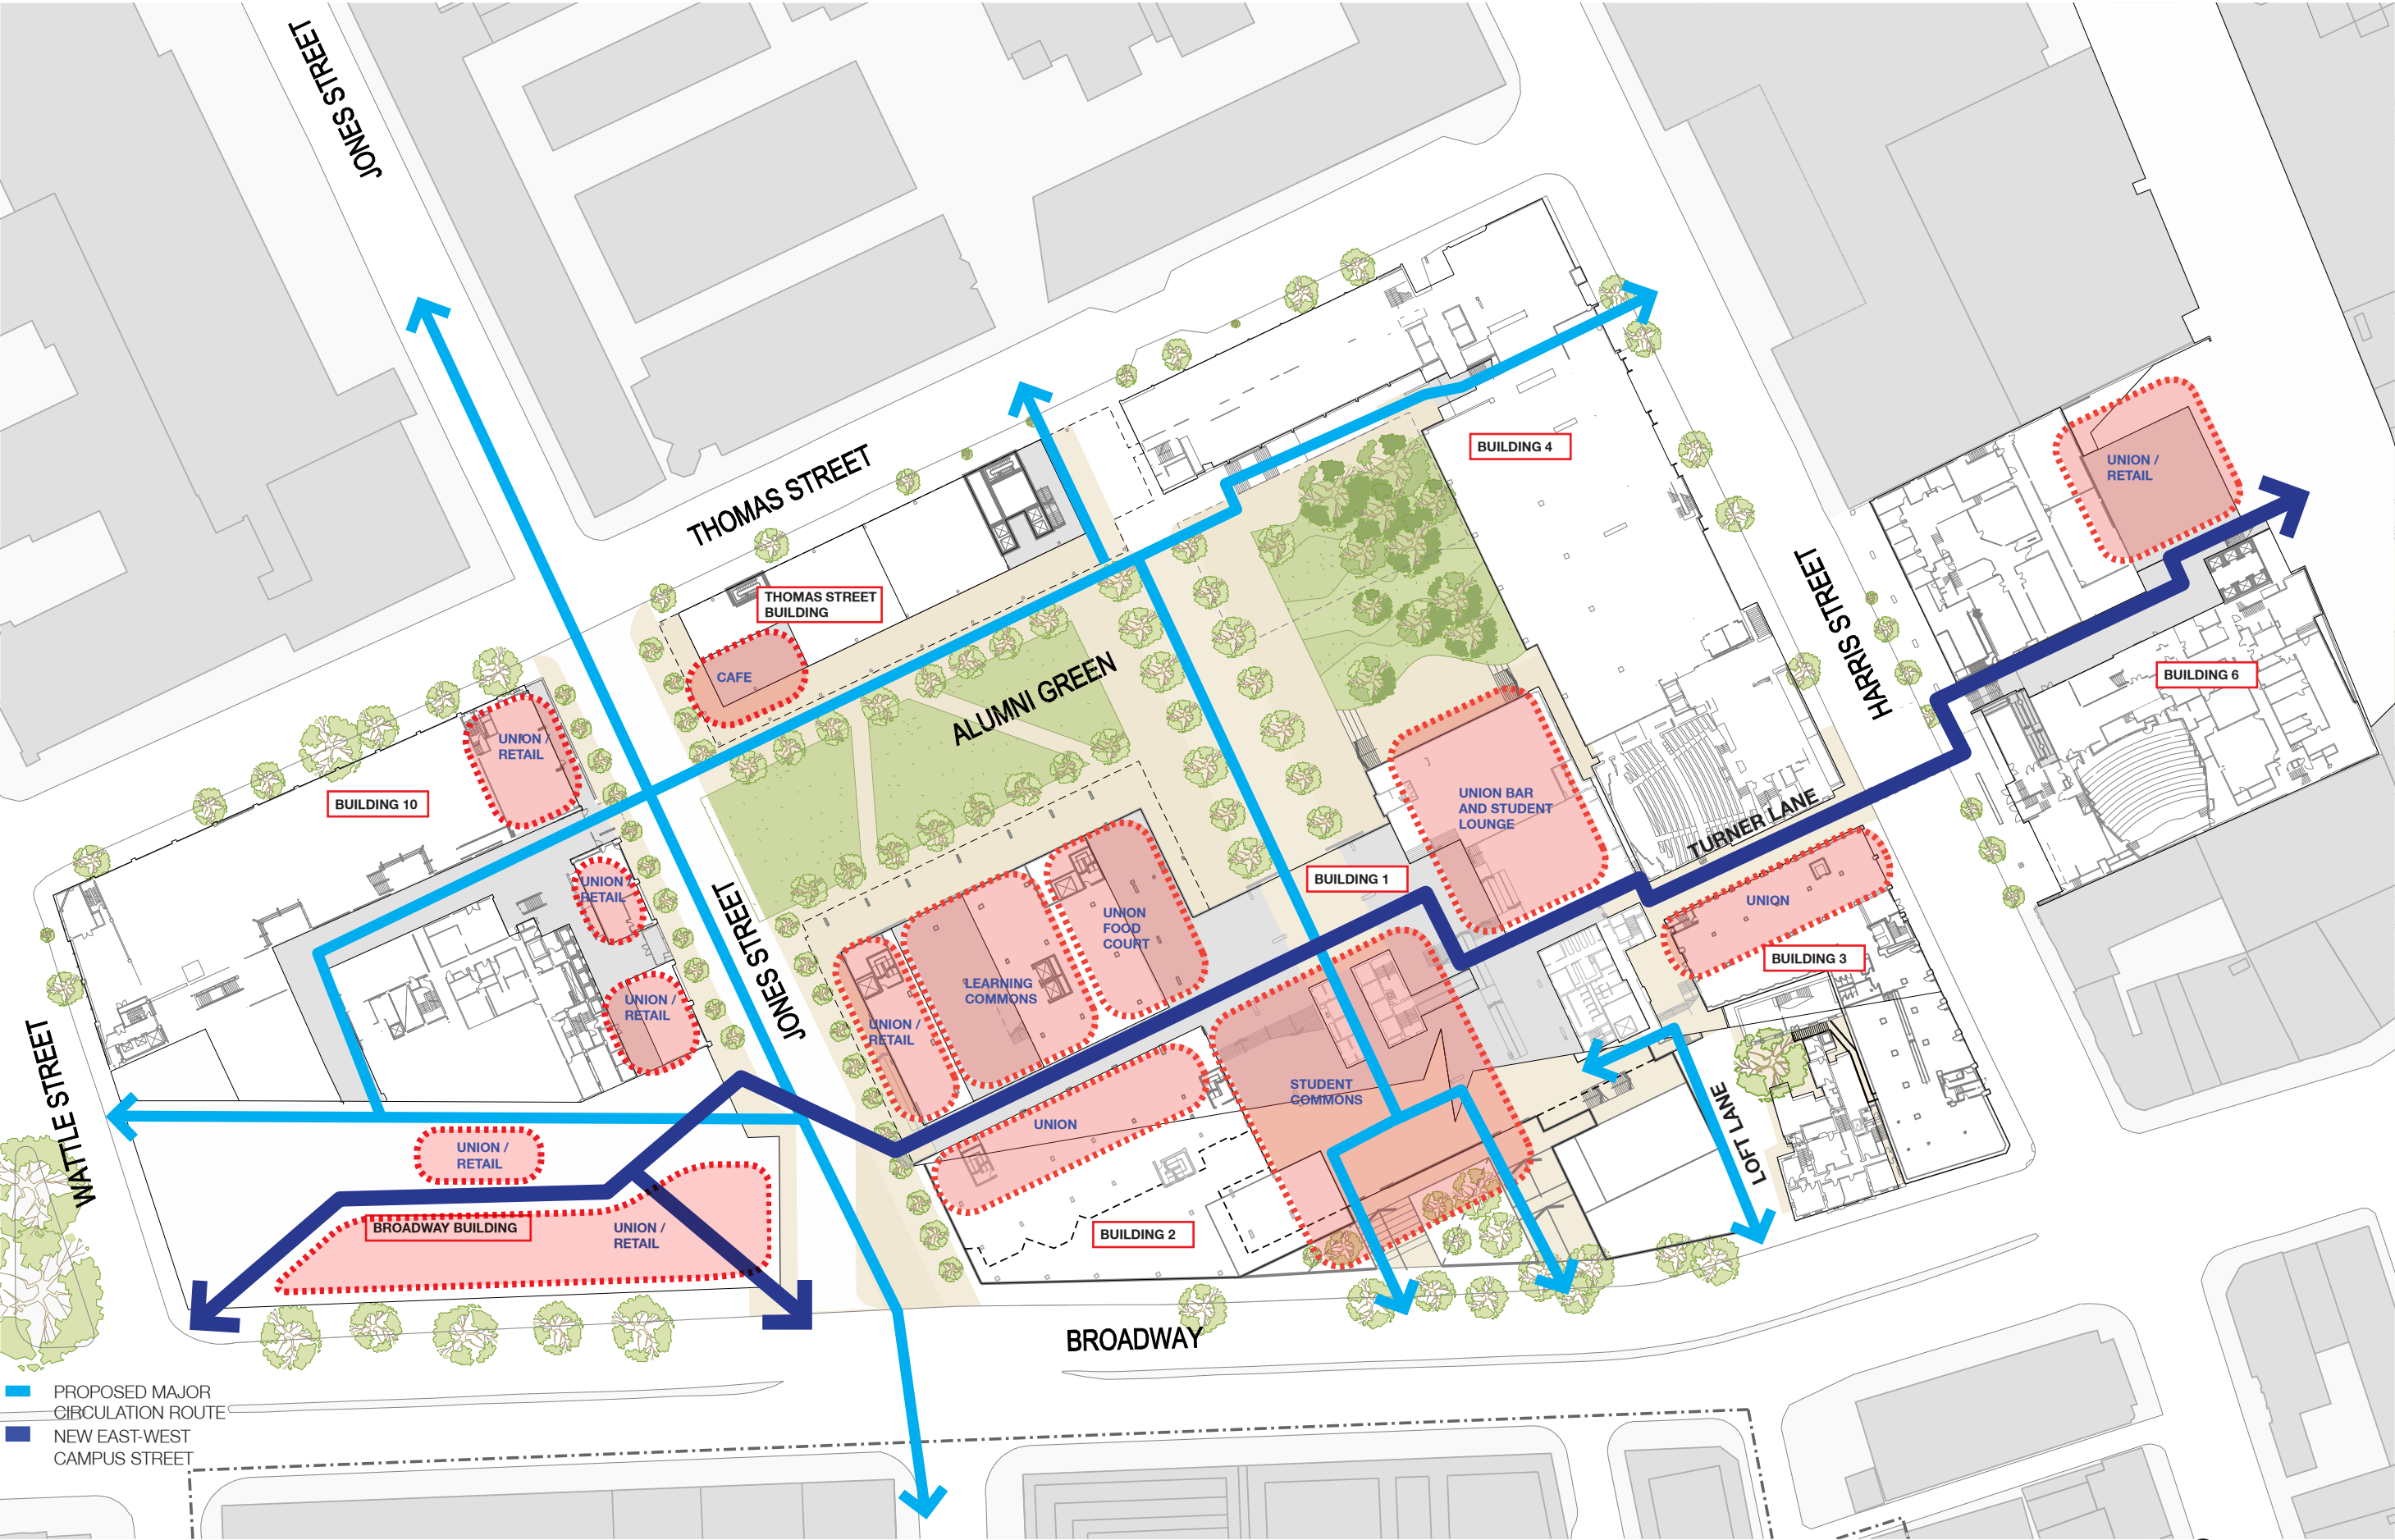 JONES STREET
THOMAS STREET
BUILDING 4
UNION /
RETAIL
HARRIS STREET
THOMAS STREET
BUILDING
CAFE
ALUMNI GREEN
BUILDING 6
UNION /
RETAIL
BUILDING 10
UNION BAR
AND STUDENT
LOUNGE
TURNER LANE
UNION /
RETAIL
BUILDING 1
UNION
BUILDING 3
JONES STREET
UNION
FOOD
COURT
LEARNING
COMMONS
UNION /
RETAIL
UNION /
RETAIL
WATTLE STREET
STUDENT
COMMONS
UNION
LOFT LANE
UNION /
RETAIL
BROADWAY BUILDING
UNION /
RETAIL
BUILDING 2
BROADWAY
PROPOSED MAJOR
CIRCULATION ROUTE
NEW EAST-WEST
CAMPUS STREET